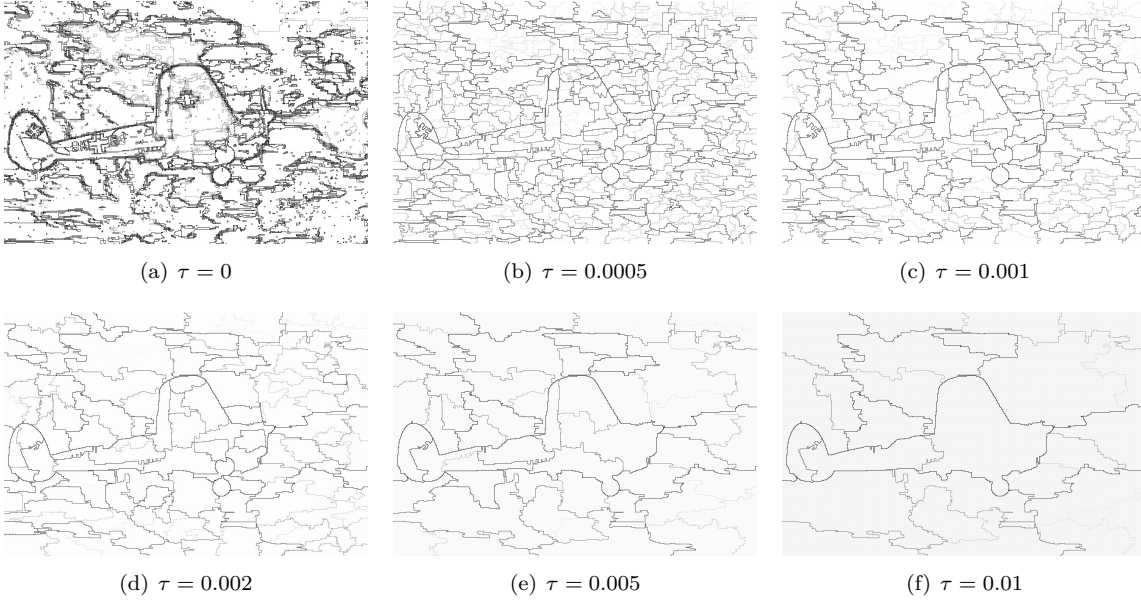 (a) τ = 0
(b) τ = 0.0005
(c) τ = 0.001
(d) τ = 0.002
(e) τ = 0.005
(f) τ = 0.01